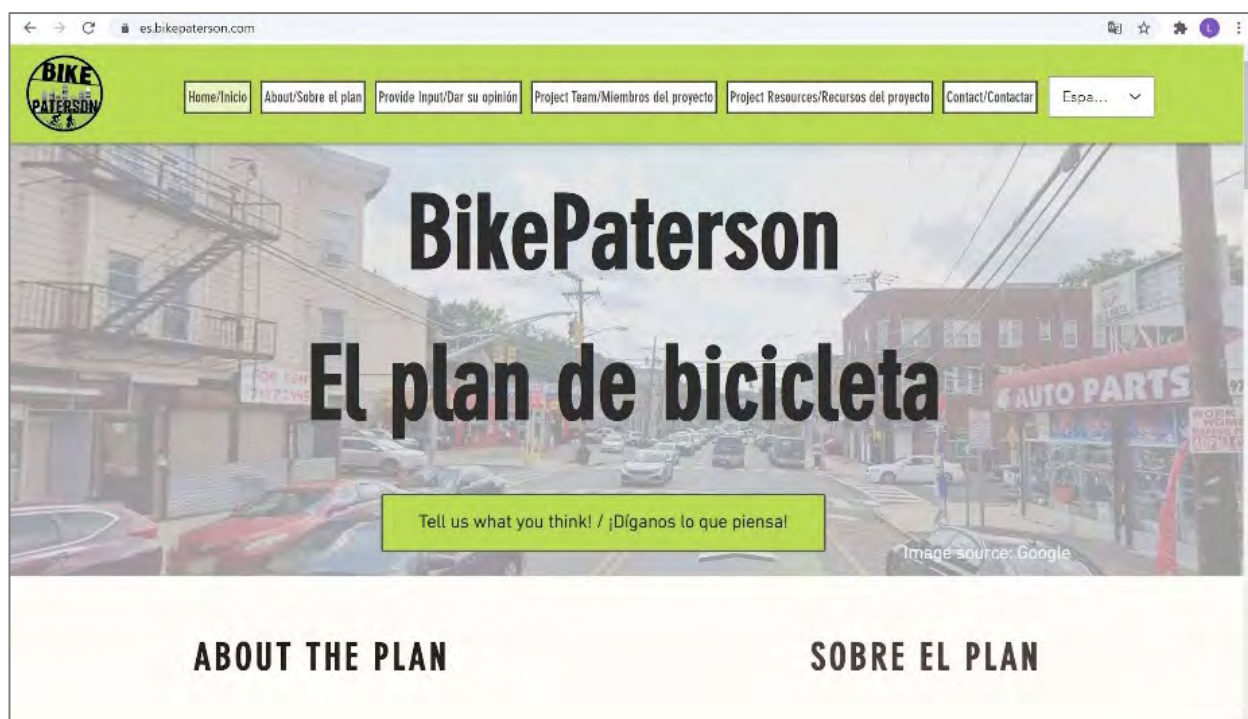 es.bikepaterson.com
L
BIKE
PATERSON
Home/Inicio
About/Sobre el plan
Provide Input/Dar su opinión
Project Team/Miembros del proyecto
Project Resources/Recursos del proyecto
Contact/Contactar
Espa...
BikePaterson
El plan de bicicleta
FOR RENT
AUTO PARTS
Tell us what you think! / ¡Díganos lo que piensa!
Image source: Google
ABOUT THE PLAN
SOBRE EL PLAN